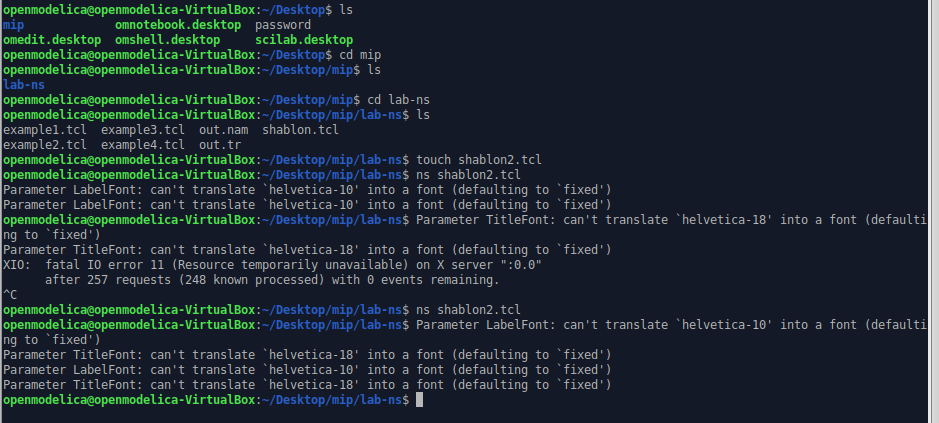 openmodelica@openmodelica-VirtualBox:~/Desktop$ ls
mip             omnotebook.desktop  password
omedit.desktop  omshell.desktop     scilab.desktop
openmodelica@openmodelica-VirtualBox:~/Desktop$ cd mip
openmodelica@openmodelica-VirtualBox:~/Desktop/mip$ ls
lab-ns
openmodelica@openmodelica-VirtualBox:~/Desktop/mip$ cd lab-ns
openmodelica@openmodelica-VirtualBox:~/Desktop/mip/lab-ns$ ls
example1.tcl  example3.tcl  out.nam  shablon.tcl
example2.tcl  example4.tcl  out.tr
openmodelica@openmodelica-VirtualBox:~/Desktop/mip/lab-ns$ touch shablon2.tcl
openmodelica@openmodelica-VirtualBox:~/Desktop/mip/lab-ns$ ns shablon2.tcl
Parameter LabelFont: can't translate `helvetica-10' into a font (defaulting to `fixed')
Parameter LabelFont: can't translate `helvetica-10' into a font (defaulting to `fixed')
openmodelica@openmodelica-VirtualBox:~/Desktop/mip/lab-ns$ Parameter TitleFont: can't translate `helvetica-18' into a font (defaulti
ng to `fixed')
Parameter TitleFont: can't translate `helvetica-18' into a font (defaulting to `fixed')
XIO:  fatal IO error 11 (Resource temporarily unavailable) on X server ":0.0"
      after 257 requests (248 known processed) with 0 events remaining.
^C
openmodelica@openmodelica-VirtualBox:~/Desktop/mip/lab-ns$ ns shablon2.tcl
openmodelica@openmodelica-VirtualBox:~/Desktop/mip/lab-ns$ Parameter LabelFont: can't translate `helvetica-10' into a font (defaulti
ng to `fixed')
Parameter TitleFont: can't translate `helvetica-18' into a font (defaulting to `fixed')
Parameter LabelFont: can't translate `helvetica-10' into a font (defaulting to `fixed')
Parameter TitleFont: can't translate `helvetica-18' into a font (defaulting to `fixed')
openmodelica@openmodelica-VirtualBox:~/Desktop/mip/lab-ns$